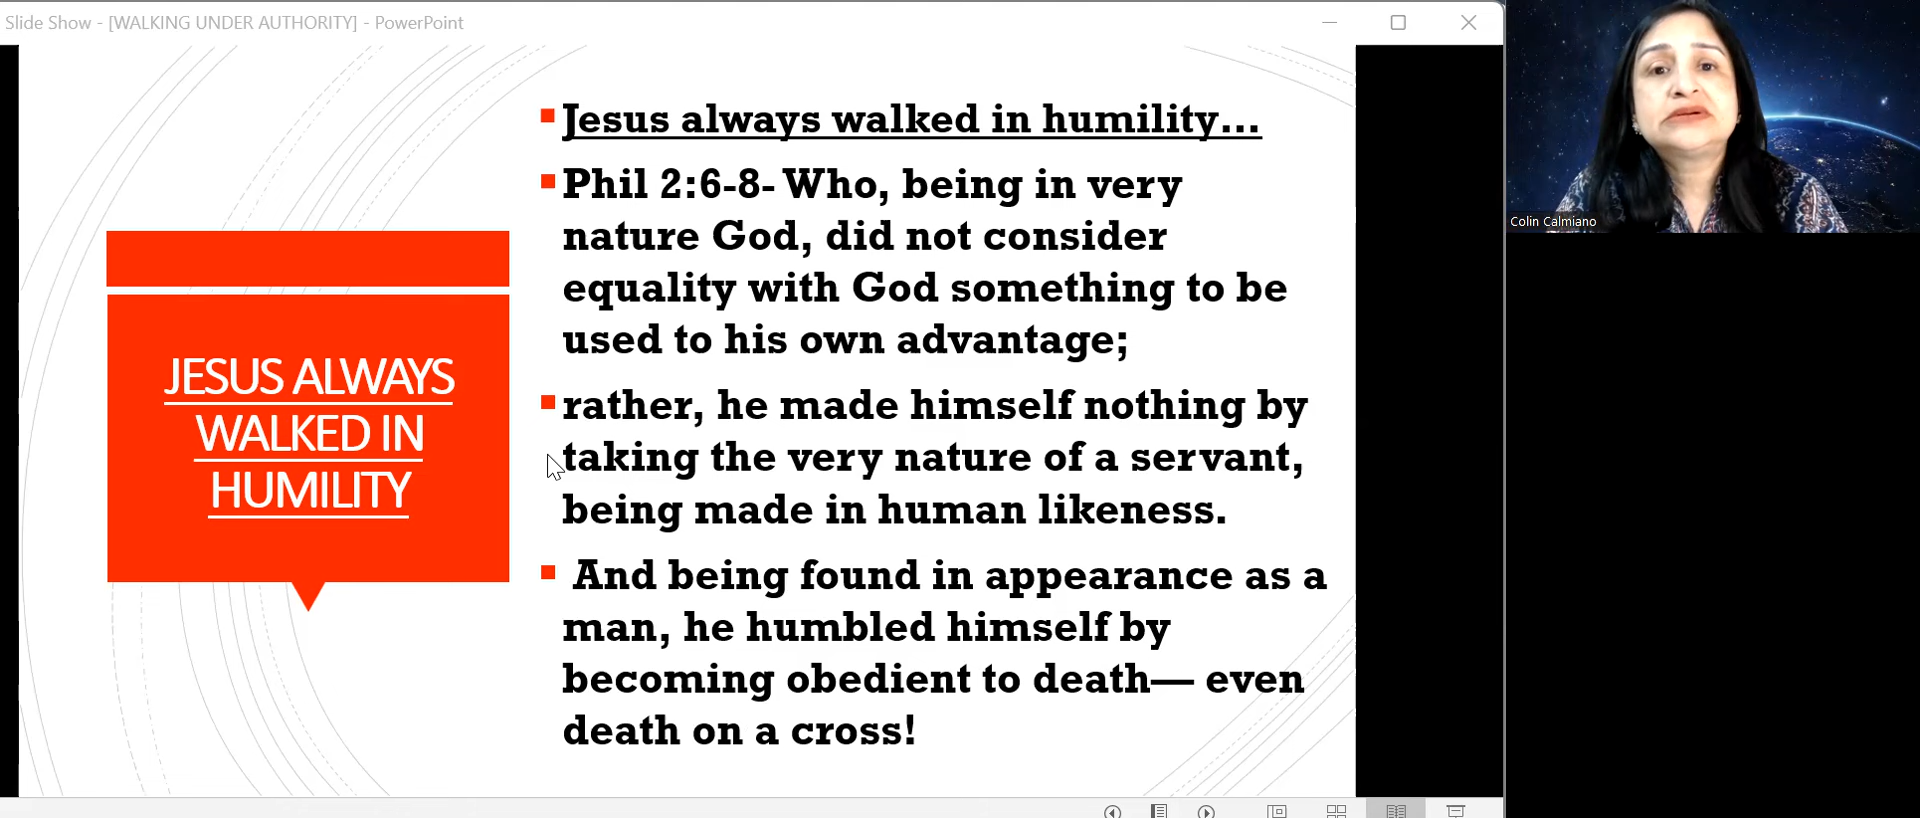 Slide Show - [WALKING UNDER AUTHORITY] - PowerPoint
JESUS ALWAYS
WALKED IN
HUMILITY
Jesus always walked in humility...
Phil 2:6-8- Who, being in very
nature God, did not consider
equality with God something to be
used to his own advantage;
rather, he made himself nothing by
taking the very nature of a servant,
being made in human likeness.
And being found in appearance as a
man, he humbled himself by
becoming obedient to death— even
death on a cross!
Colin Calmiano